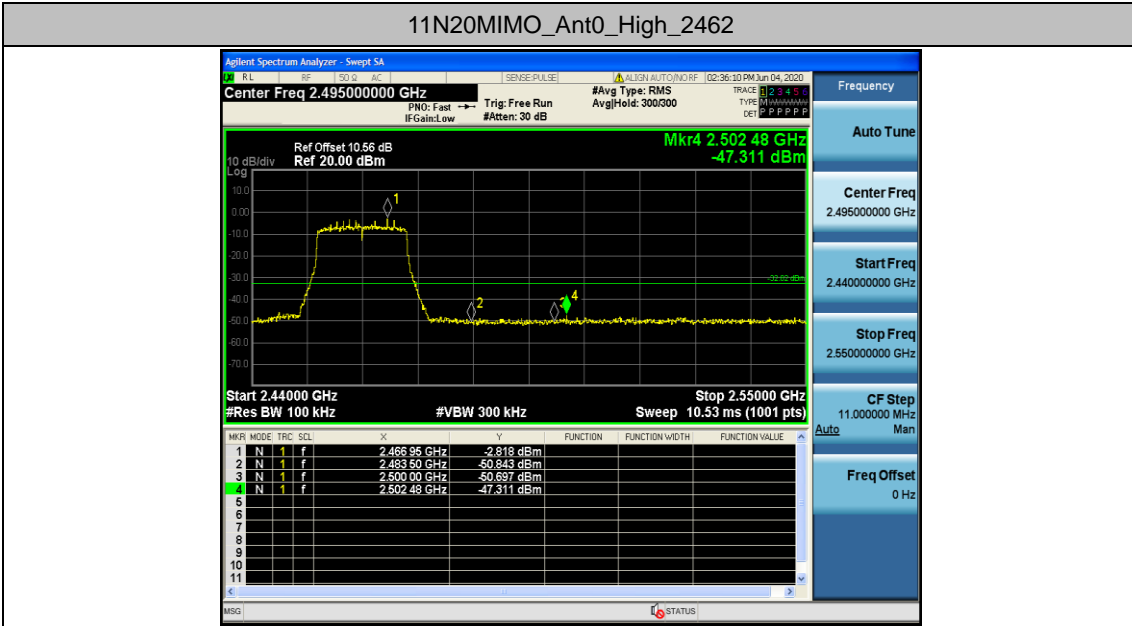 11N20MIMO_Ant0_High_2462
Agilent Spectrum Analyzer - Swept SA
RL RF 50 Ω AC SENSE:PULSE ALIGN AUTO/NO RF 02:36:10 PM Jun 04, 2020
Center Freq 2.495000000 GHz
#Avg Type: RMS
TRACE 1 2 3 4 5 6
PNO: Fast Trig: Free Run Avg|Hold: 300/300
TYPE M
IFGain:Low #Atten: 30 dB
DET P P P P P P
Mkr4 2.502 48 GHz
-47.311 dBm
Ref Offset 10.56 dB
10 dB/div Ref 20.00 dBm
Log
10.0
0.00
-10.0
-20.0
-30.0
-40.0
-50.0
-60.0
-70.0
1
2
4
-32.82 dBm
Start 2.44000 GHz Stop 2.55000 GHz
#Res BW 100 kHz #VBW 300 kHz Sweep 10.53 ms (1001 pts)
MKR MODE TRC SCL X Y FUNCTION FUNCTION WIDTH FUNCTION VALUE
1 N 1 f 2.466 95 GHz -2.818 dBm
2 N 1 f 2.483 50 GHz -50.843 dBm
3 N 1 f 2.500 00 GHz -50.697 dBm
4 N 1 f 2.502 48 GHz -47.311 dBm
5
6
7
8
9
10
11
MSG STATUS
Frequency
Auto Tune
Center Freq
2.495000000 GHz
Start Freq
2.440000000 GHz
Stop Freq
2.550000000 GHz
CF Step
11.000000 MHz
Auto Man
Freq Offset
0 Hz